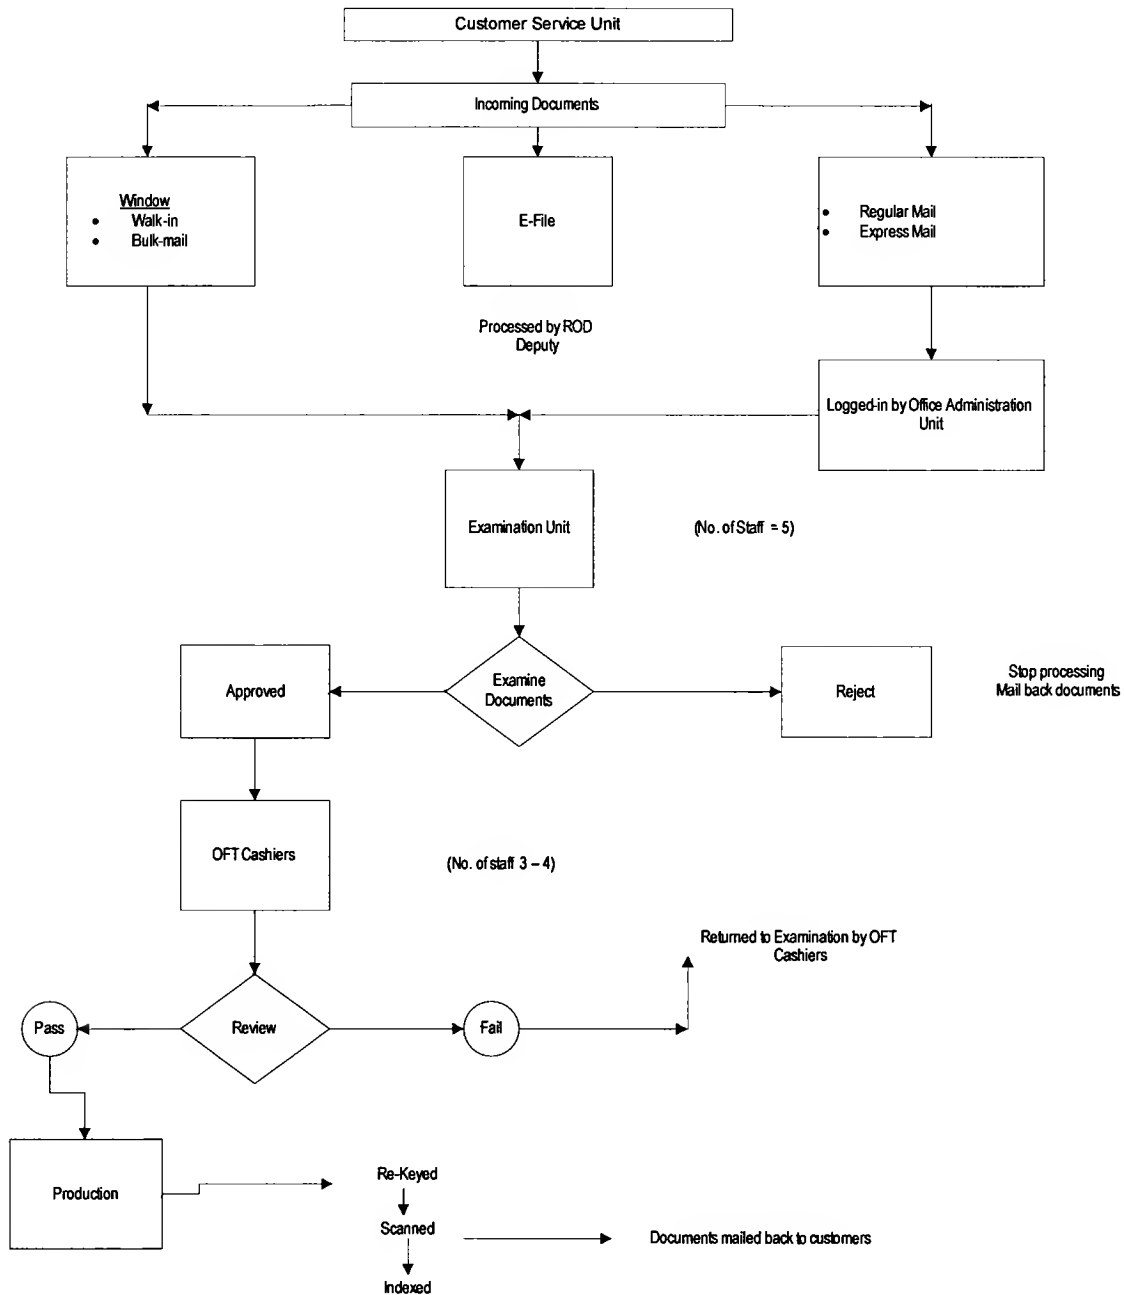 Customer Service Unit
Incoming Documents
Window
• Walk-in
• Bulk-mail
E-File
• Regular Mail
• Express Mail
Processed by ROD
Deputy
Logged-in by Office Administration
Unit
Examination Unit
(No. of Staff = 5)
Approved
Examine
Documents
Reject
Stop processing
Mail back documents
OFT Cashiers
(No. of staff 3 – 4)
Returned to Examination by OFT
Cashiers
Pass
Review
Fail
Production
Re-Keyed
Scanned
Documents mailed back to customers
Indexed